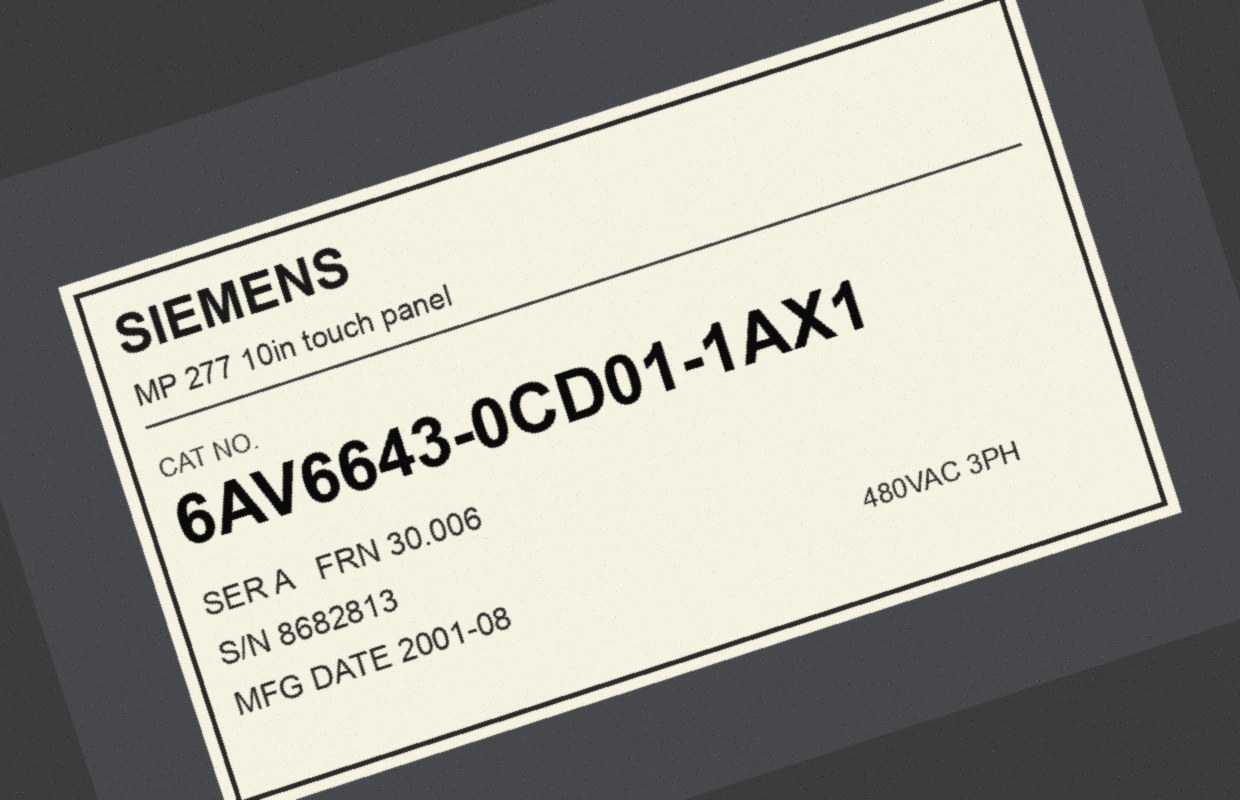 SIEMENS
MP 277 10in touch panel
CAT NO.
6AV6643-0CD01-1AX1
SER A FRN 30.006
480VAC 3PH
S/N 8682813
MFG DATE 2001-08